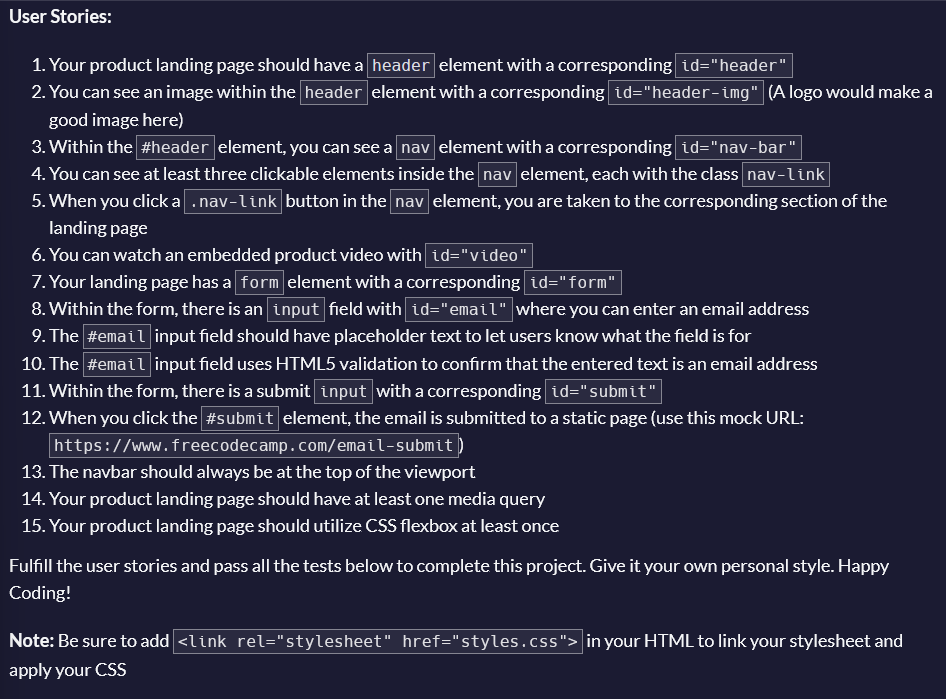 User Stories:
1. Your product landing page should have a header element with a corresponding id="header"
2. You can see an image within the header element with a corresponding id="header-img" (A logo would make a
good image here)
3. Within the #header element, you can see a nav element with a corresponding id="nav-bar"
4. You can see at least three clickable elements inside the nav element, each with the class nav-link
5. When you click a .nav-link button in the nav element, you are taken to the corresponding section of the
landing page
6. You can watch an embedded product video with id="video"
7. Your landing page has a form element with a corresponding id="form"
8. Within the form, there is an input field with id="email" where you can enter an email address
9. The #email input field should have placeholder text to let users know what the field is for
10. The #email input field uses HTML5 validation to confirm that the entered text is an email address
11. Within the form, there is a submit input with a corresponding id="submit"
12. When you click the #submit element, the email is submitted to a static page (use this mock URL:
https://www.freecodecamp.com/email-submit)
13. The navbar should always be at the top of the viewport
14. Your product landing page should have at least one media query
15. Your product landing page should utilize CSS flexbox at least once
Fulfill the user stories and pass all the tests below to complete this project. Give it your own personal style. Happy
Coding!
Note: Be sure to add <link rel="stylesheet" href="styles.css"> in your HTML to link your stylesheet and
apply your CSS